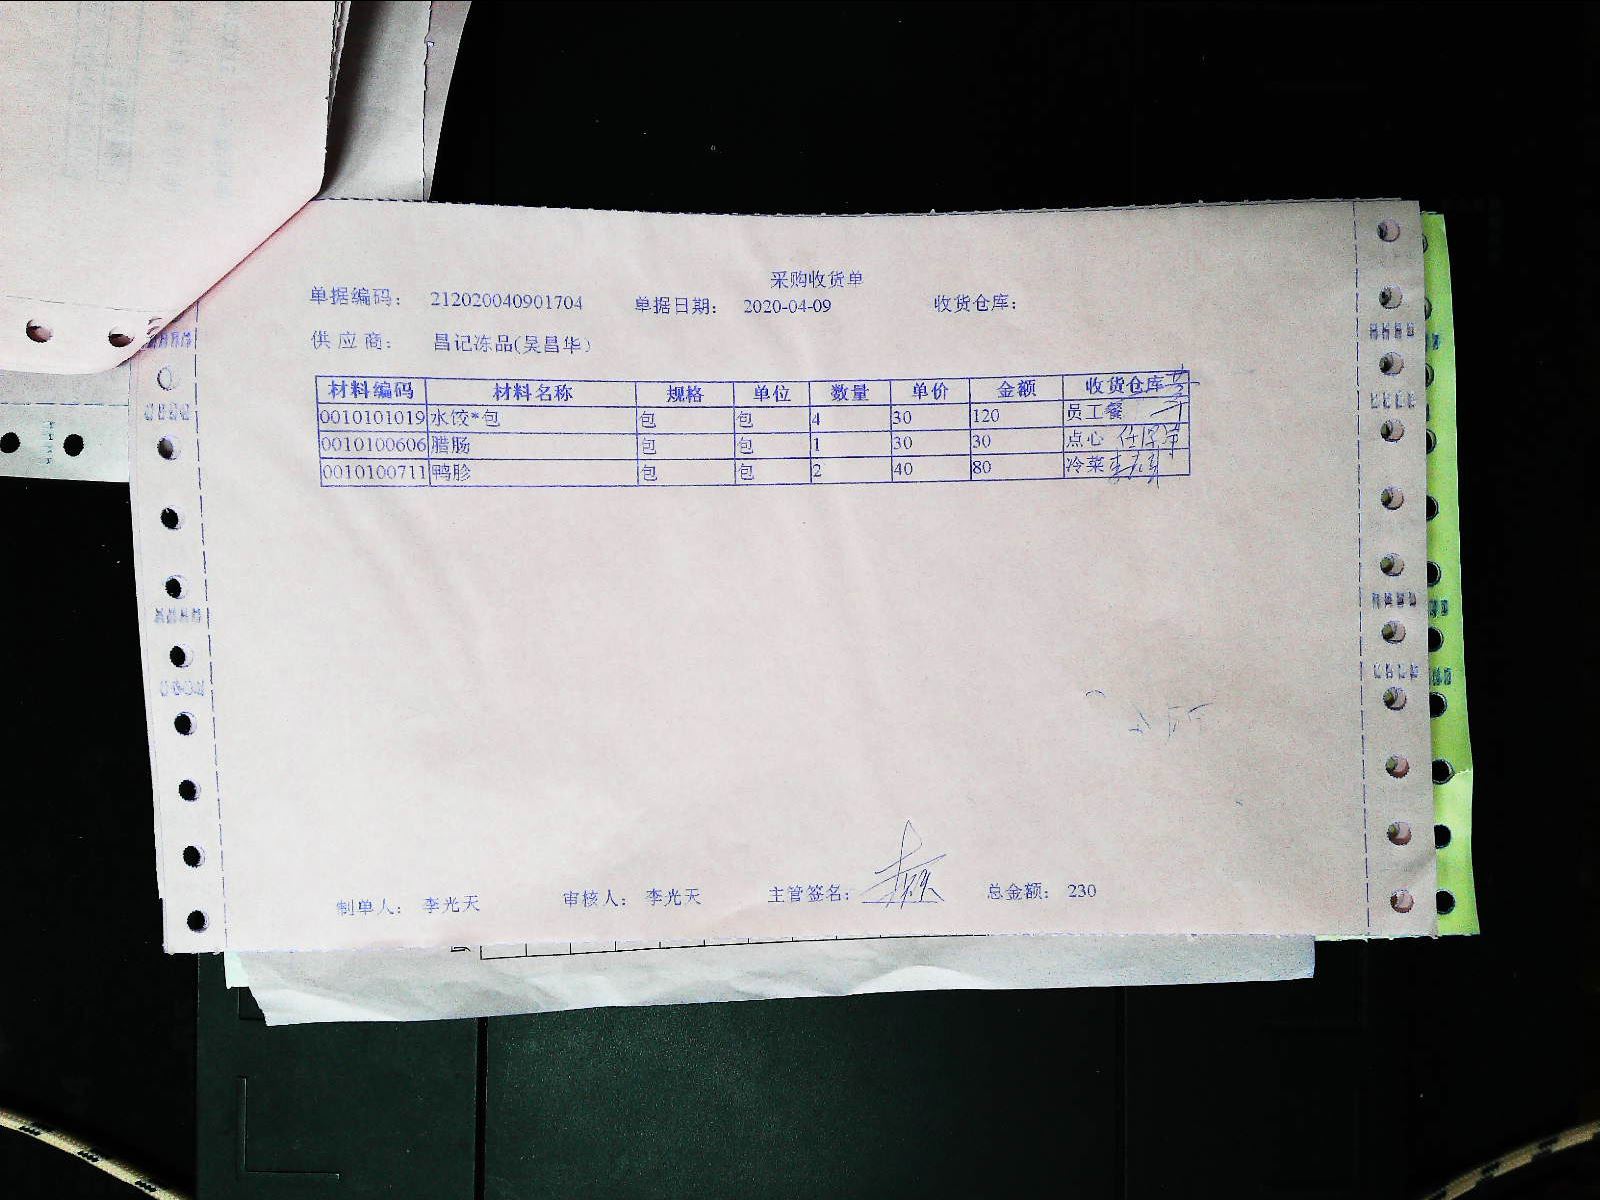 采购收货单
单据编码： 212020040901704 单据日期： 2020-04-09 收货仓库：
供 应 商： 昌记冻品(吴昌华)
材料编码 材料名称 规格 单位 数量 单价 金额 收货仓库
0010101019 水饺*包 包 包 4 30 120 员工餐
0010100606 腊肠 包 包 1 30 30 点心
0010100711 鸭胗 包 包 2 40 80 冷菜
制单人： 李光天 审核人： 李光天 主管签名： 总金额： 230